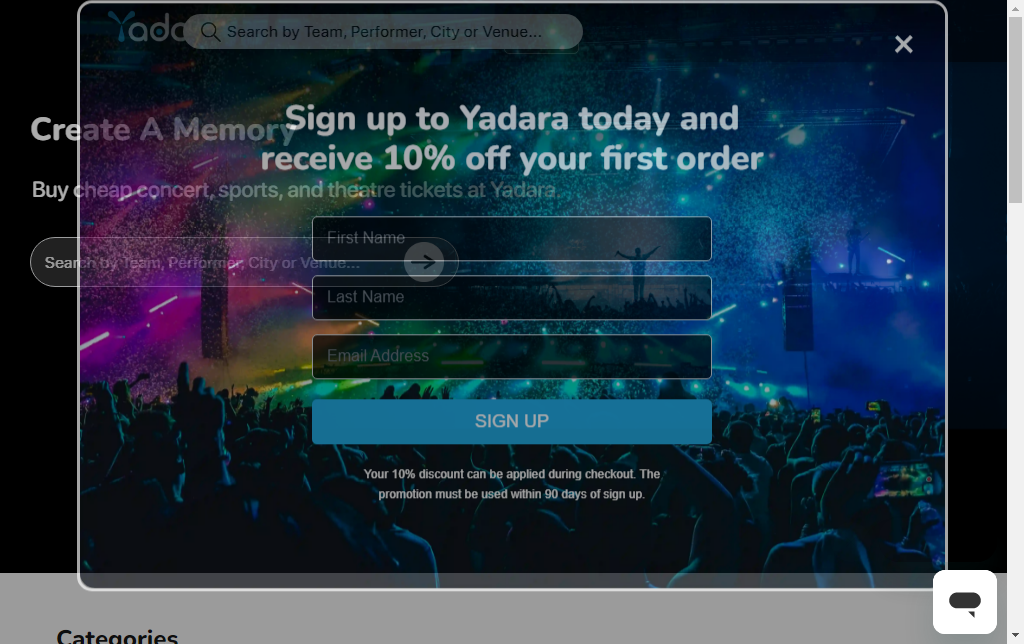 Yada
Search by Team, Performer, City or Venue...
Sign up to Yadara today and
receive 10% off your first order
Create A Memory
Buy cheap concert, sports, and theatre tickets at Yadara.
Search by Team, Performer, City or Venue...
First Name
Last Name
Email Address
SIGN UP
Your 10% discount can be applied during checkout. The
promotion must be used within 90 days of sign up.
Categories